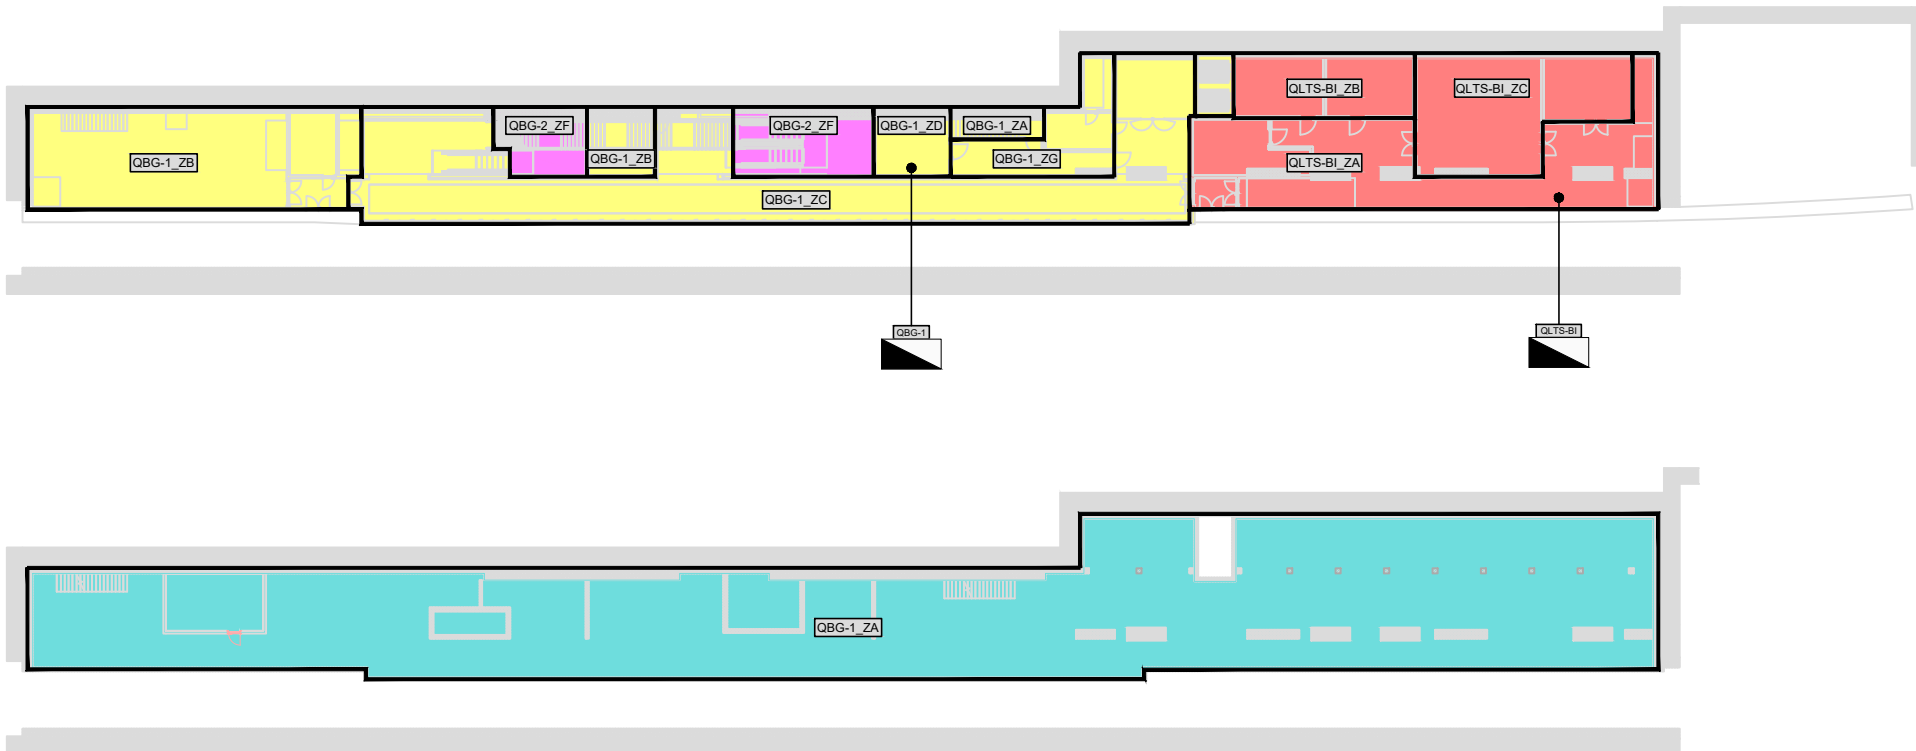 QLTS-BI_ZB
QLTS-BI_ZC
QBG-2_ZF
QBG-2_ZF
QBG-1_ZD
QBG-1_ZA
QBG-1_ZB
QBG-1_ZB
QBG-1_ZG
QLTS-BI_ZA
QBG-1_ZC
QBG-1
QLTS-BI
QBG-1_ZA